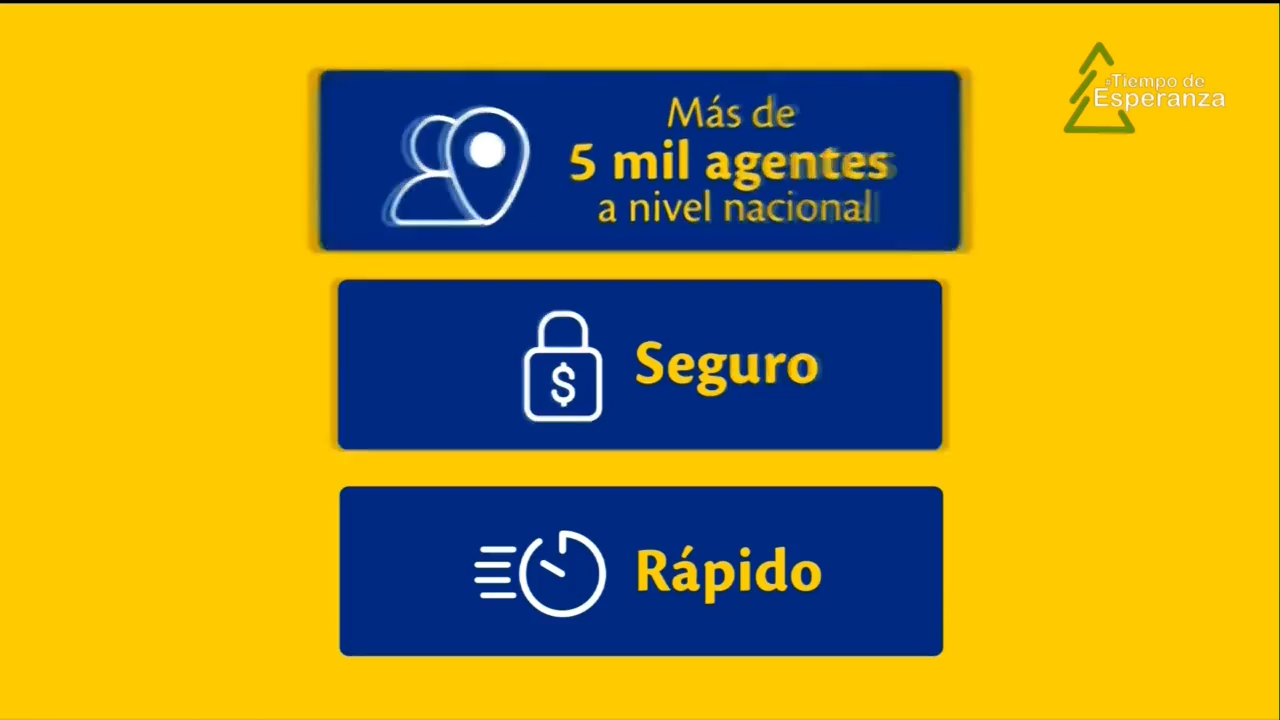 Más de
5 mil agentes
a nivel nacional
Seguro
$
Rápido
#Tiempo de
Esperanza